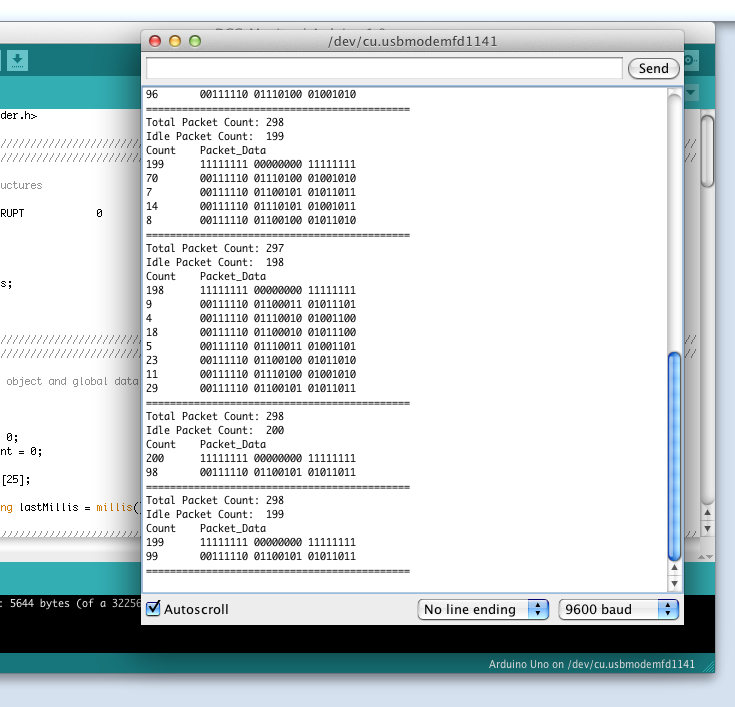 /dev/cu.usbmodemfd1141
Send
96 00111110 01110100 01001010
============================================
Total Packet Count: 298
Idle Packet Count: 199
Count Packet_Data
199 11111111 00000000 11111111
70 00111110 01110100 01001010
7 00111110 01100101 01011011
14 00111110 01110101 01001011
8 00111110 01100100 01011010
============================================
Total Packet Count: 297
Idle Packet Count: 198
Count Packet_Data
198 11111111 00000000 11111111
9 00111110 01100011 01011101
4 00111110 01110010 01001100
18 00111110 01100010 01011100
5 00111110 01110011 01001101
23 00111110 01100100 01011010
11 00111110 01110100 01001010
29 00111110 01100101 01011011
============================================
Total Packet Count: 298
Idle Packet Count: 200
Count Packet_Data
200 11111111 00000000 11111111
98 00111110 01100101 01011011
============================================
Total Packet Count: 298
Idle Packet Count: 199
Count Packet_Data
199 11111111 00000000 11111111
99 00111110 01100101 01011011
============================================
Autoscroll
No line ending
9600 baud
der.h>
//////////////////////
//////////////////////
uctures
RUPT 0
s;
//////////////////////
//////////////////////
object and global data
0;
nt = 0;
[25];
ng lastMillis = millis(
//////////////////////
: 5644 bytes (of a 32256
Arduino Uno on /dev/cu.usbmodemfd1141